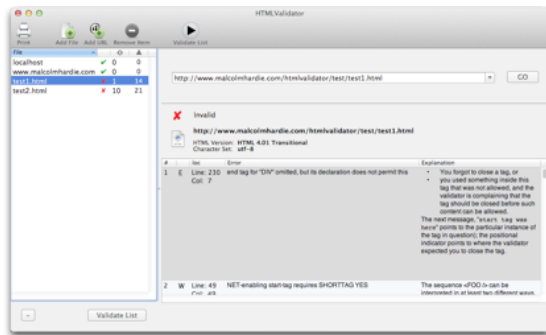 HTMLValidator
Print Add File Add URL Remove Item Validate List
File
localhost ✔ 0 0
www.malcolmhardie.com ✔ 0 0
test1.html ✘ 1 14
test2.html ✘ 10 21
http://www.malcolmhardie.com/htmlvalidator/test/test1.html GO
Invalid
http://www.malcolmhardie.com/htmlvalidator/test/test1.html
HTML Version: HTML 4.01 Transitional
Character Set: utf-8
# loc Error Explanation
1 E Line: 230 end tag for "DIV" omitted, but its declaration does not permit this
Col: 7
• You forgot to close a tag, or
• you used something inside this
tag that was not allowed, and the
validator is complaining that the
tag should be closed before such
content can be allowed.
The next message, "start tag was
here" points to the particular instance of
the tag in question); the positional
indicator points to where the validator
expected you to close the tag.
2 W Line: 49 NET-enabling start-tag requires SHORTTAG YES
Col: 49
The sequence <FOO /> can be
interpreted in at least two different ways,
Validate List